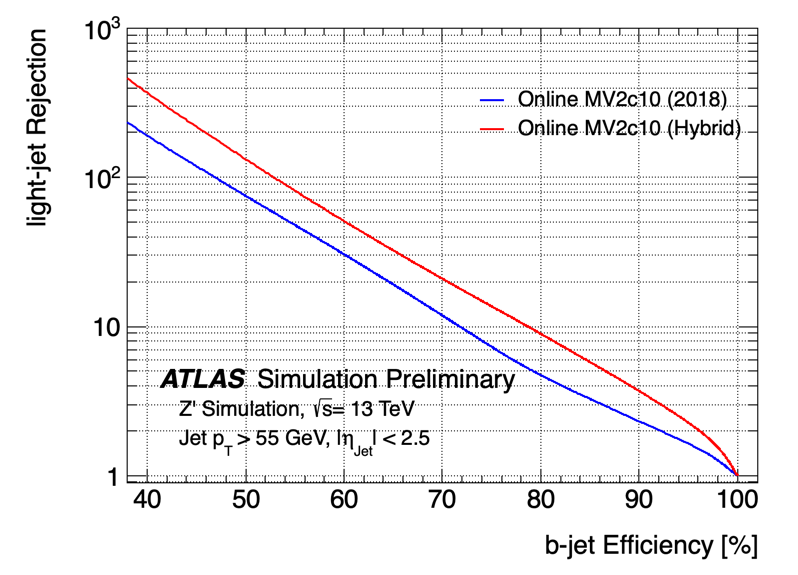 light-jet Rejection
10³
10²
10
1
Online MV2c10 (2018)
Online MV2c10 (Hybrid)
ATLAS Simulation Preliminary
Z' Simulation, √s= 13 TeV
Jet p_T > 55 GeV, |η_Jet| < 2.5
40 50 60 70 80 90 100
b-jet Efficiency [%]